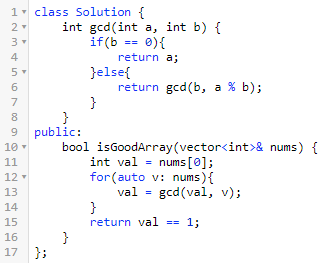 1 class Solution {
2     int gcd(int a, int b) {
3         if(b == 0){
4             return a;
5         }else{
6             return gcd(b, a % b);
7         }
8     }
9 public:
10     bool isGoodArray(vector<int>& nums) {
11         int val = nums[0];
12         for(auto v: nums){
13             val = gcd(val, v);
14         }
15         return val == 1;
16     }
17 };